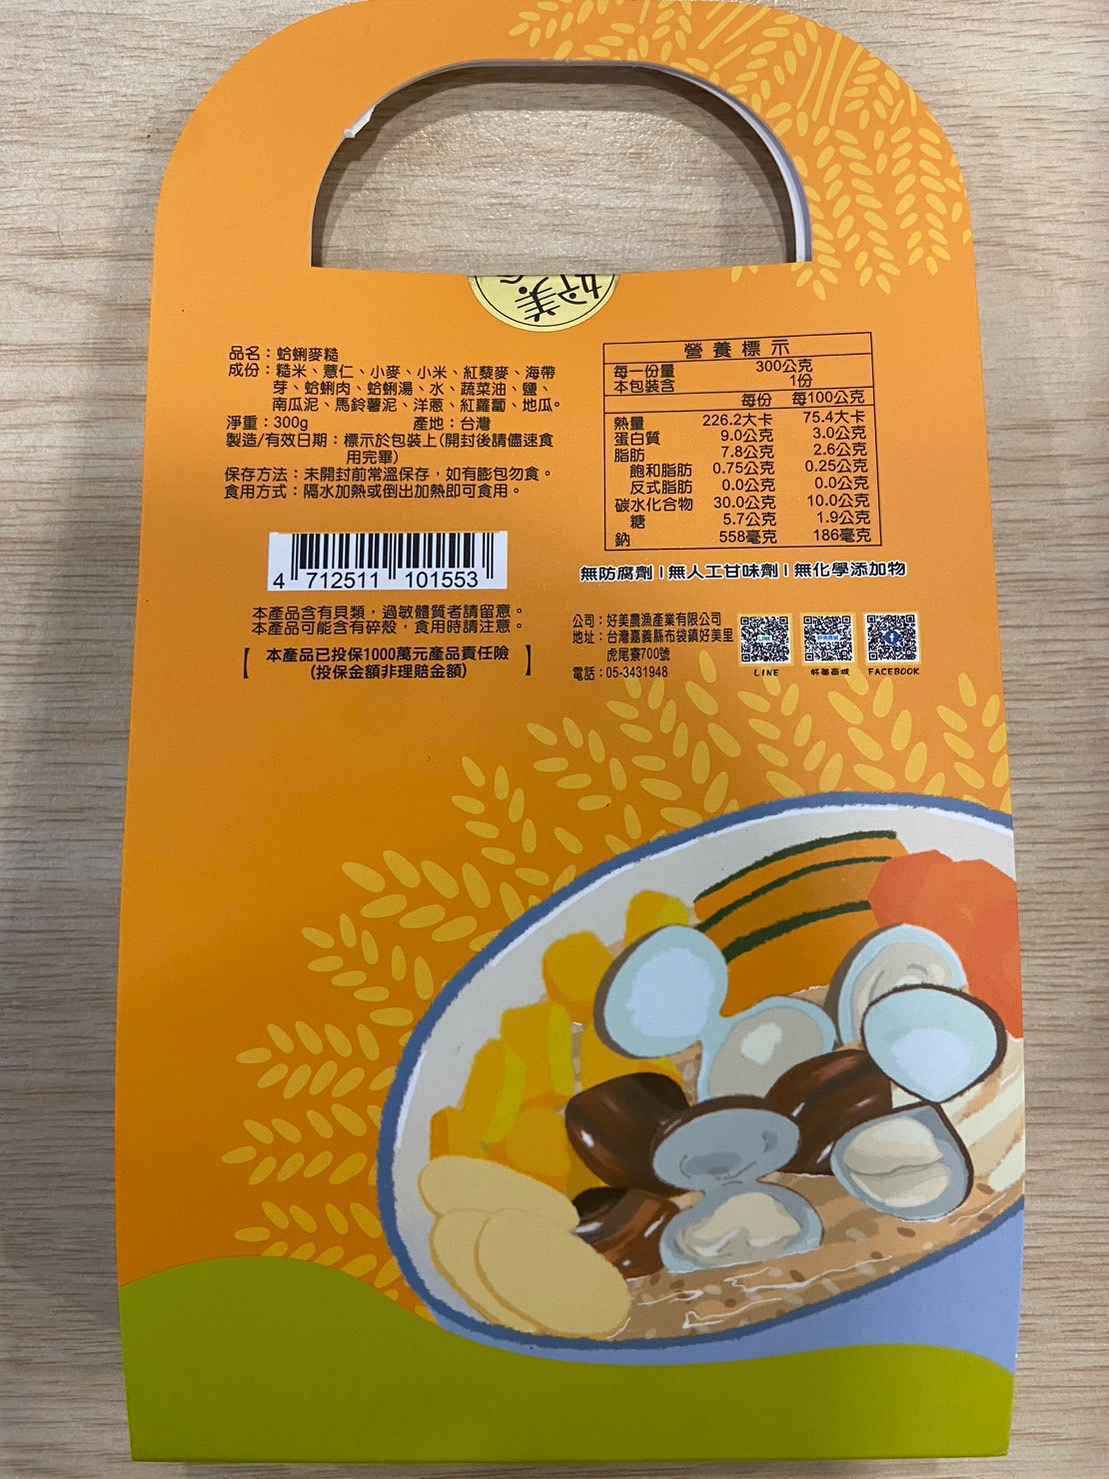 好美
品名：蛤蜊麥糙
成份：糙米、薏仁、小麥、小米、紅藜麥、海帶
芽、蛤蜊肉、蛤蜊湯、水、蔬菜油、鹽、
南瓜泥、馬鈴薯泥、洋蔥、紅蘿蔔、地瓜。
淨重：300g 產地：台灣
製造/有效日期：標示於包裝上(開封後請儘速食
用完畢)
保存方法：未開封前常溫保存，如有膨包勿食。
食用方式：隔水加熱或倒出加熱即可食用。
4 712511 101553
本產品含有貝類，過敏體質者請留意。
本產品可能含有碎殼，食用時請注意。
【 本產品已投保1000萬元產品責任險
(投保金額非理賠金額) 】
營養標示
每一份量 300公克
本包裝含 1份
每份 每100公克
熱量 226.2大卡 75.4大卡
蛋白質 9.0公克 3.0公克
脂肪 7.8公克 2.6公克
飽和脂肪 0.75公克 0.25公克
反式脂肪 0.0公克 0.0公克
碳水化合物 30.0公克 10.0公克
糖 5.7公克 1.9公克
鈉 558毫克 186毫克
無防腐劑 | 無人工甘味劑 | 無化學添加物
公司：好美農漁產業有限公司
地址：台灣嘉義縣布袋鎮好美里
虎尾寮700號
電話：05-3431948
LINE 好美商城 FACEBOOK